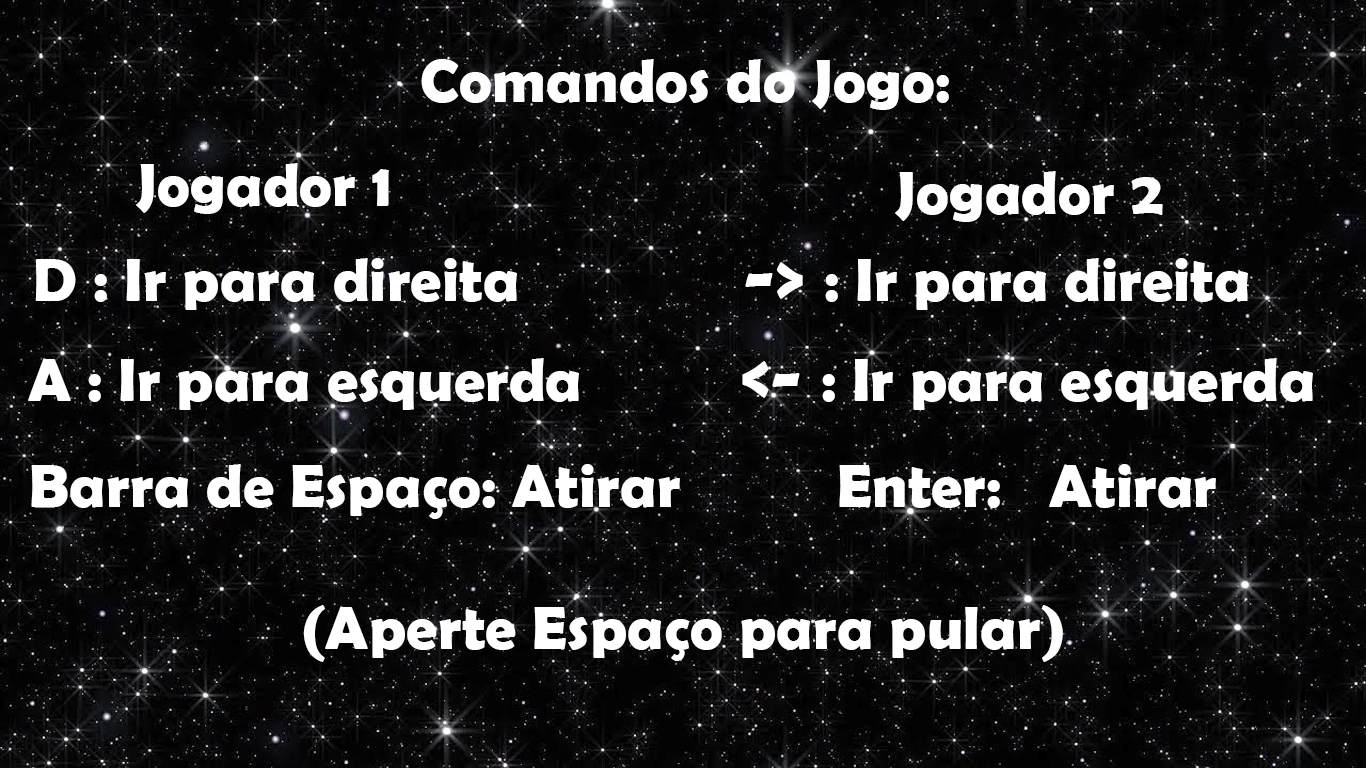 Comandos do Jogo:
Jogador 1
D : Ir para direita
A : Ir para esquerda
Barra de Espaço: Atirar
Jogador 2
-> : Ir para direita
<- : Ir para esquerda
Enter: Atirar
(Aperte Espaço para pular)